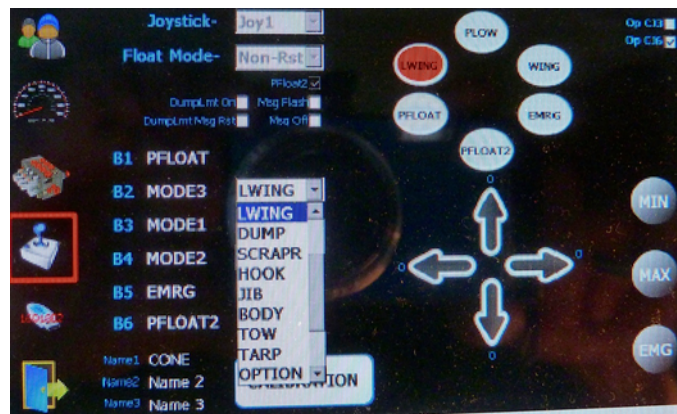 Joystick- Joy1
Float Mode- Non-Rst
PFloat2
DumpLmt On Msg Flash
DumpLmt Msg Rst Msg Off
B1 PFLOAT
B2 MODE3 LWING
B3 MODE1
B4 MODE2
B5 EMRG
B6 PFLOAT2
LWING
DUMP
SCRAPR
HOOK
JIB
BODY
TOW
TARP
OPTION
Name1 CONE
Name2 Name 2
Name3 Name 3
PLOW
LWING
WING
PFLOAT
EMRG
PFLOAT2
0
0
0
0
Op CJ3
Op CJ6
MIN
MAX
EMG